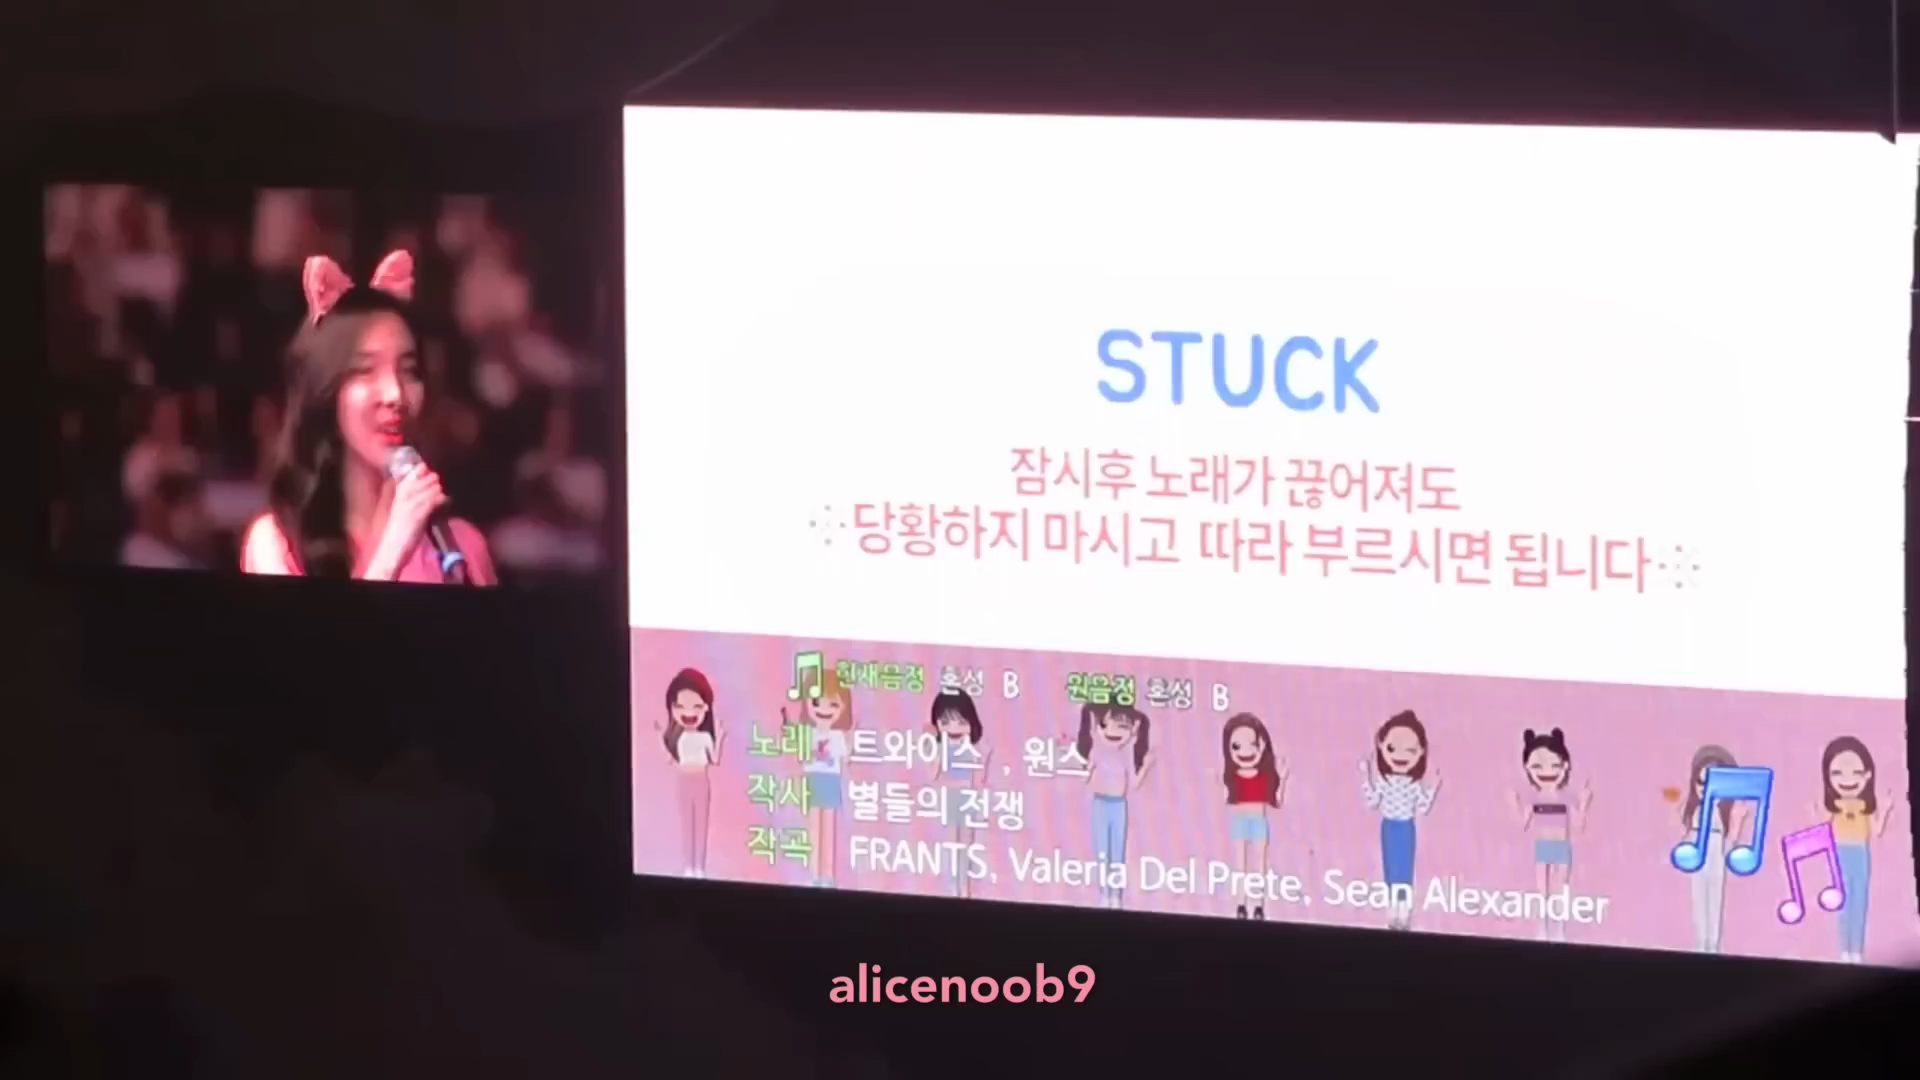 STUCK
잠시후 노래가 끊어져도
※당황하지 마시고 따라 부르시면 됩니다※
현재음정 혼성 B 원음정 혼성 B
노래 트와이스 , 원스
작사 별들의 전쟁
작곡 FRANTS, Valeria Del Prete, Sean Alexander
alicenoob9